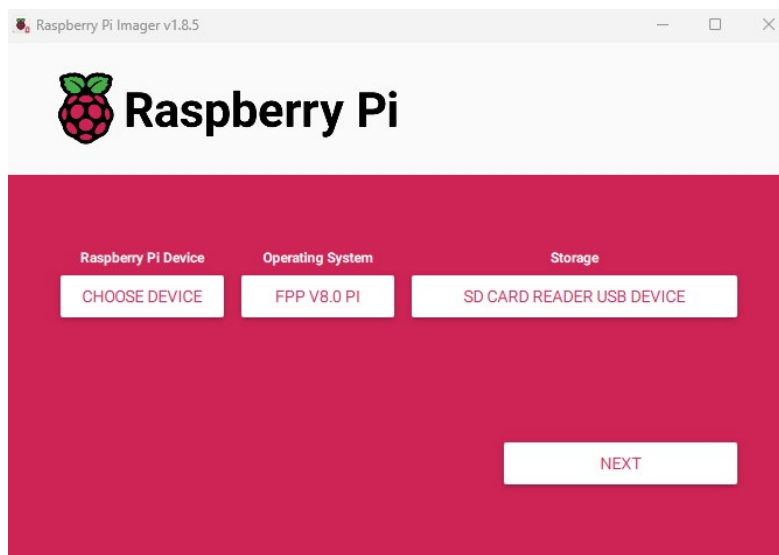 Raspberry Pi Imager v1.8.5
Raspberry Pi
Raspberry Pi Device
Operating System
Storage
CHOOSE DEVICE
FPP V8.0 PI
SD CARD READER USB DEVICE
NEXT